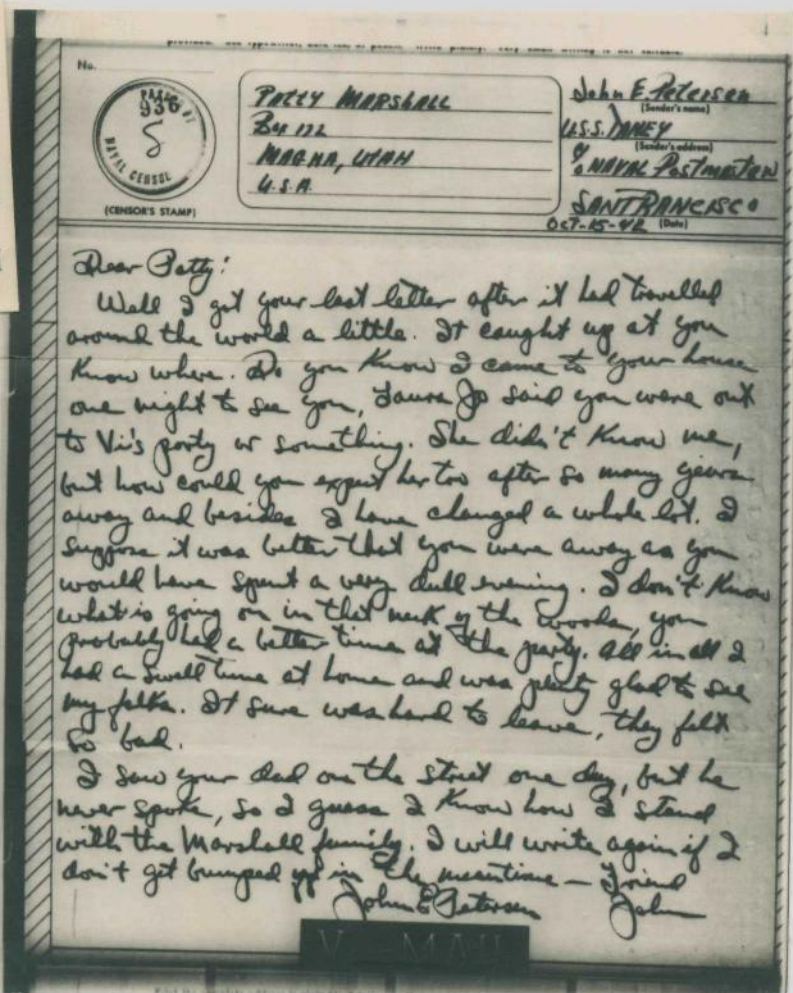 No.
PASSED BY
936
NAVAL CENSOR
(CENSOR'S STAMP)
PATTY MARSHALL
Box 122
MAGNA, UTAH
U.S.A.
John E. Petersen
(Sender's name)
U.S.S. TANEY
(Sender's address)
c/o NAVAL POSTMASTER
SAN FRANCISCO
OCT-15-42 (Date)
Dear Patty:
Well I got your last letter after it had travelled
around the world a little. It caught up at you
Know where. Do you Know I came to your house
one night to see you, Laura Jo said you were out
to Vi's party or something. She didn't Know me,
but how could you expect her too after so many years
away and besides I have changed a whole lot. I
suppose it was better that you were away as you
would have spent a very dull evening. I don't Know
what is going on in that neck of the woods, you
probably had a better time at the party. All in all I
had a swell time at home and was plenty glad to see
my folks. It sure was hard to leave, they felt
so bad.
I saw your dad on the street one day, but he
never spoke, so I guess I Know how I stand
with the Marshall family. I will write again if I
don't get bumped off in the meantime — Friend
John E Petersen John
V-MAIL